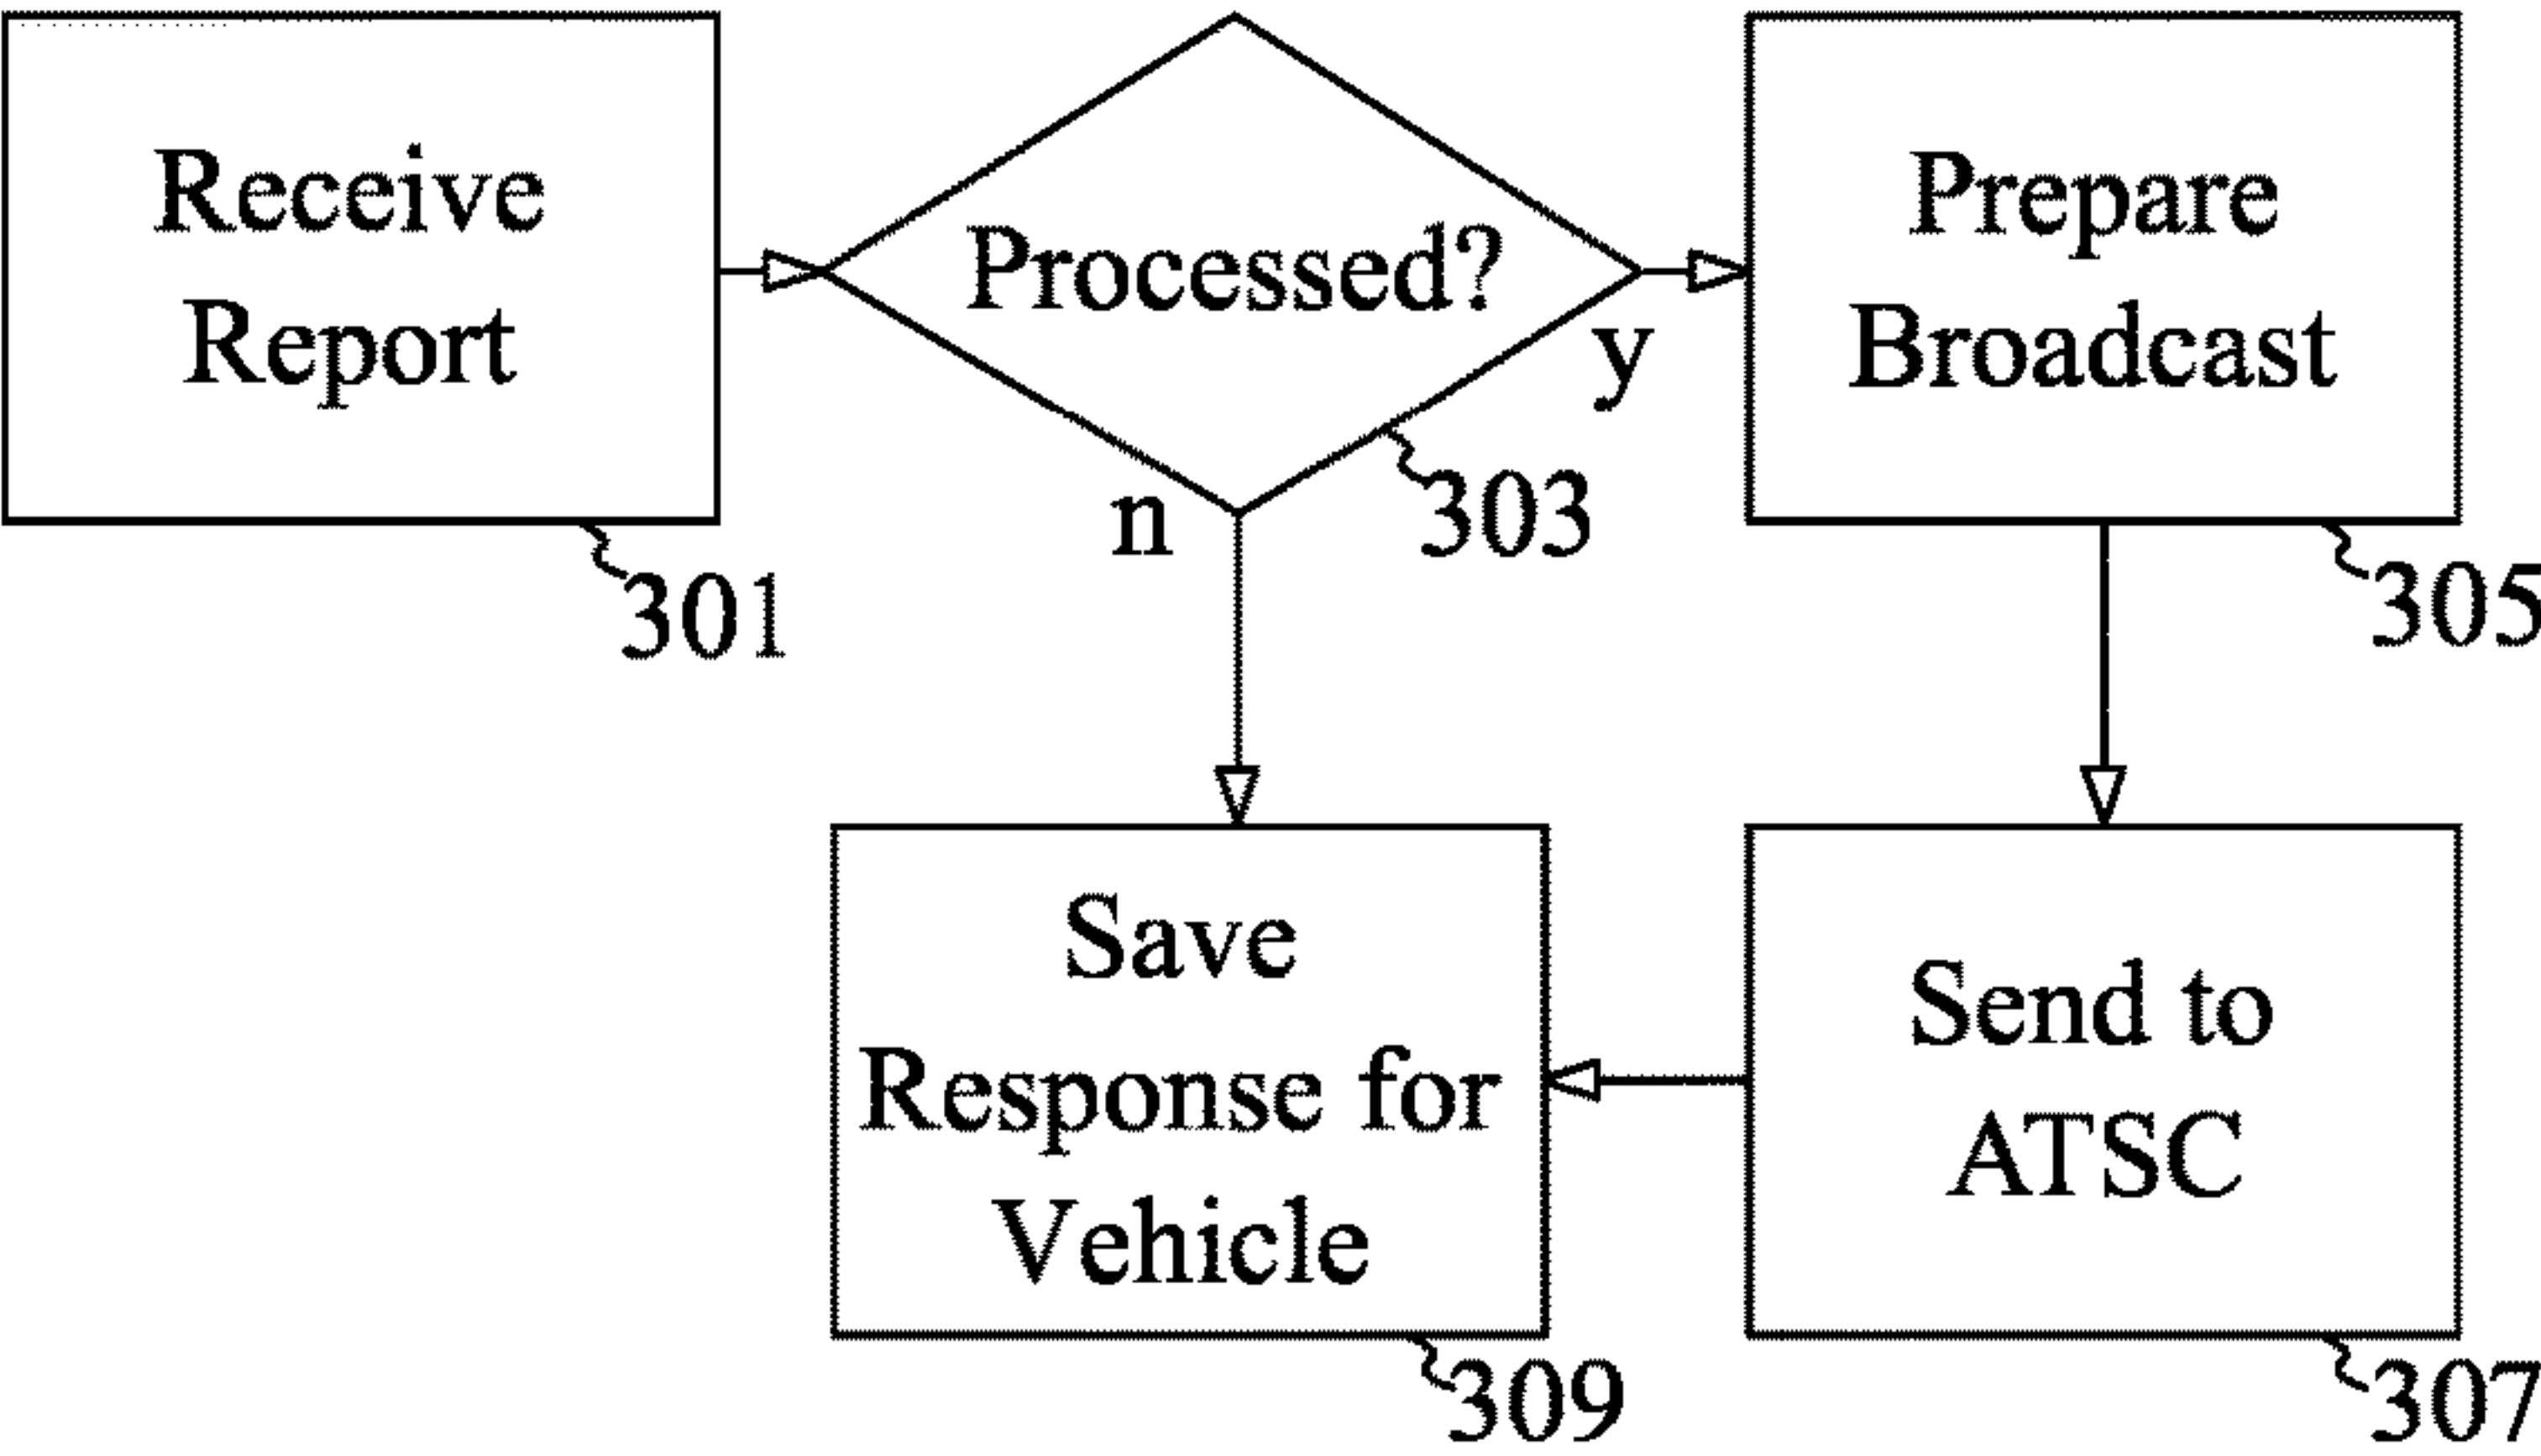 Receive
Report
301
Processed?
y
n
303
Prepare
Broadcast
305
Save
Response for
Vehicle
309
Send to
ATSC
307